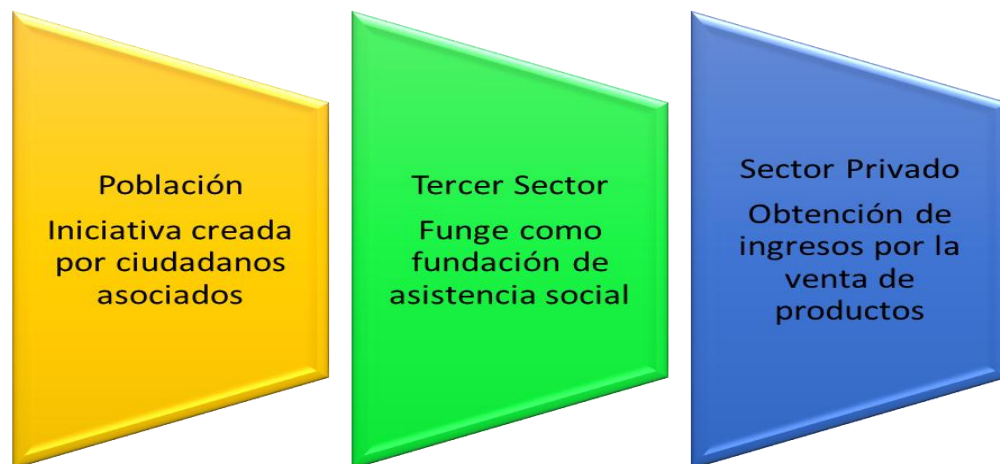 Población
Iniciativa creada
por ciudadanos
asociados
Tercer Sector
Funge como
fundación de
asistencia social
Sector Privado
Obtención de
ingresos por la
venta de
productos